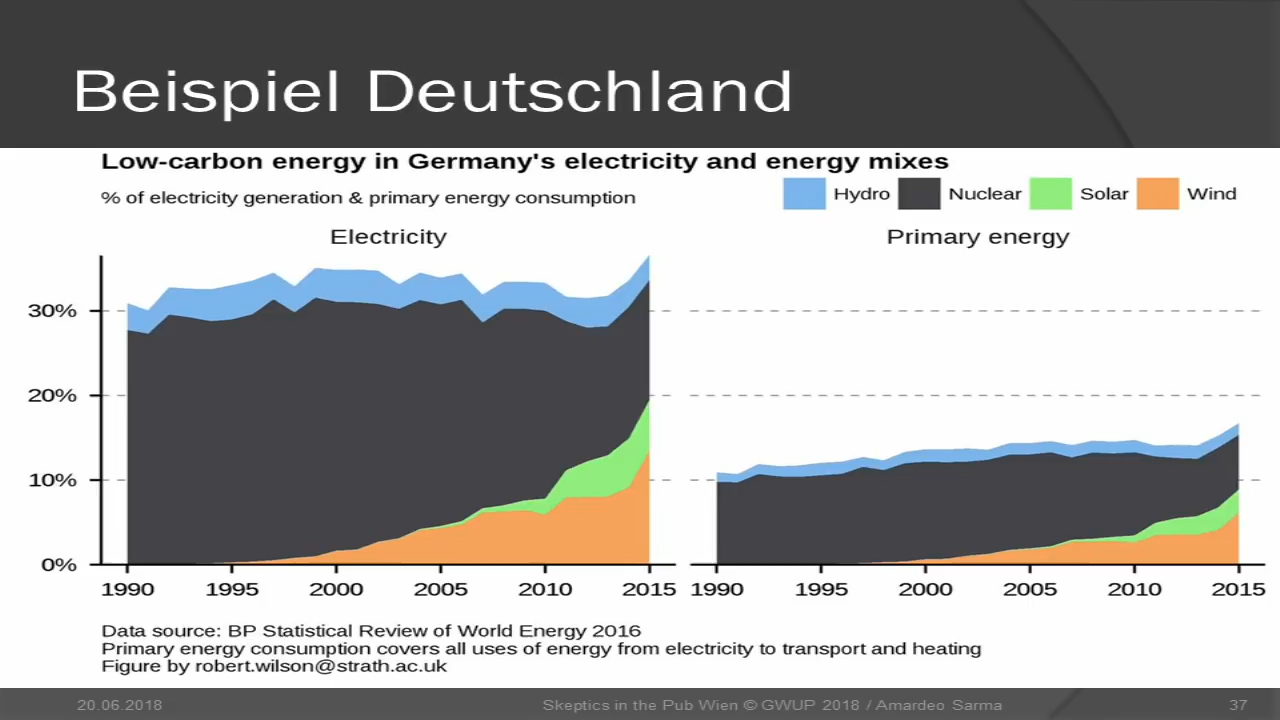 Beispiel Deutschland
Low-carbon energy in Germany's electricity and energy mixes
% of electricity generation & primary energy consumption
Hydro Nuclear Solar Wind
Electricity Primary energy
30%
20%
10%
0%
1990 1995 2000 2005 2010 2015 1990 1995 2000 2005 2010 2015
Data source: BP Statistical Review of World Energy 2016
Primary energy consumption covers all uses of energy from electricity to transport and heating
Figure by robert.wilson@strath.ac.uk
20.06.2018 Skeptics in the Pub Wien © GWUP 2018 / Amardeo Sarma 37